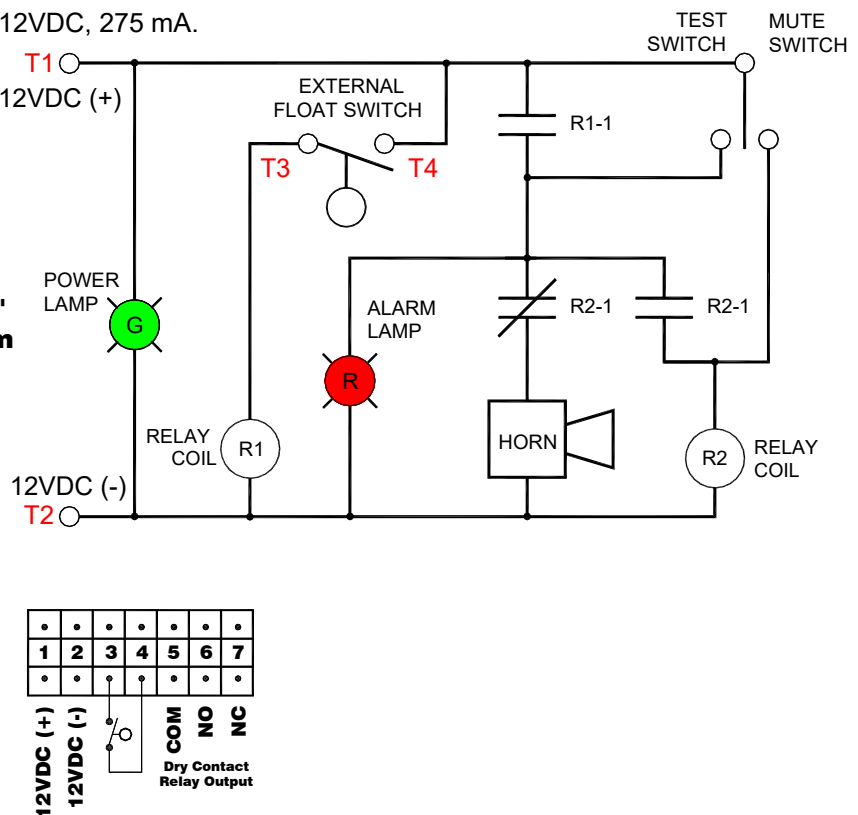 12VDC, 275 mA.
T1
12VDC (+)
TEST
SWITCH
MUTE
SWITCH
EXTERNAL
FLOAT SWITCH
T3
T4
R1-1
POWER
LAMP
G
ALARM
LAMP
R
R2-1
R2-1
RELAY
COIL
R1
HORN
R2
RELAY
COIL
12VDC (-)
T2
1 2 3 4 5 6 7
12VDC (+)
12VDC (-)
COM
NO
NC
Dry Contact
Relay Output